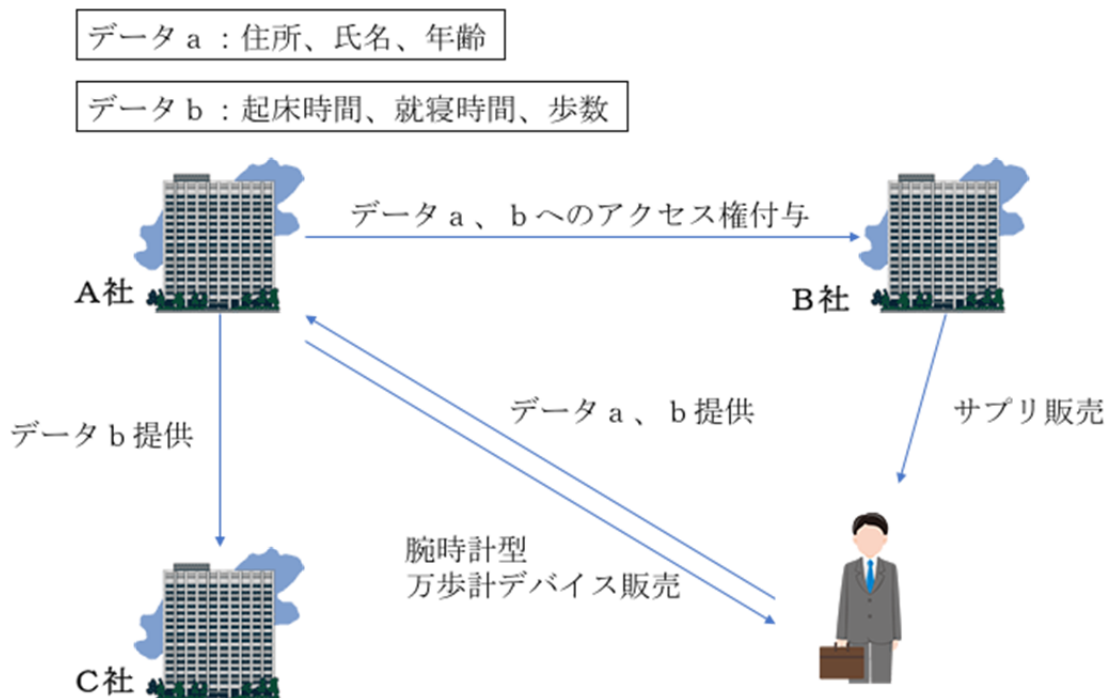 データａ：住所、氏名、年齢
データｂ：起床時間、就寝時間、歩数
データａ、ｂへのアクセス権付与
Ａ社
Ｂ社
データａ、ｂ提供
サプリ販売
データｂ提供
腕時計型
万歩計デバイス販売
Ｃ社